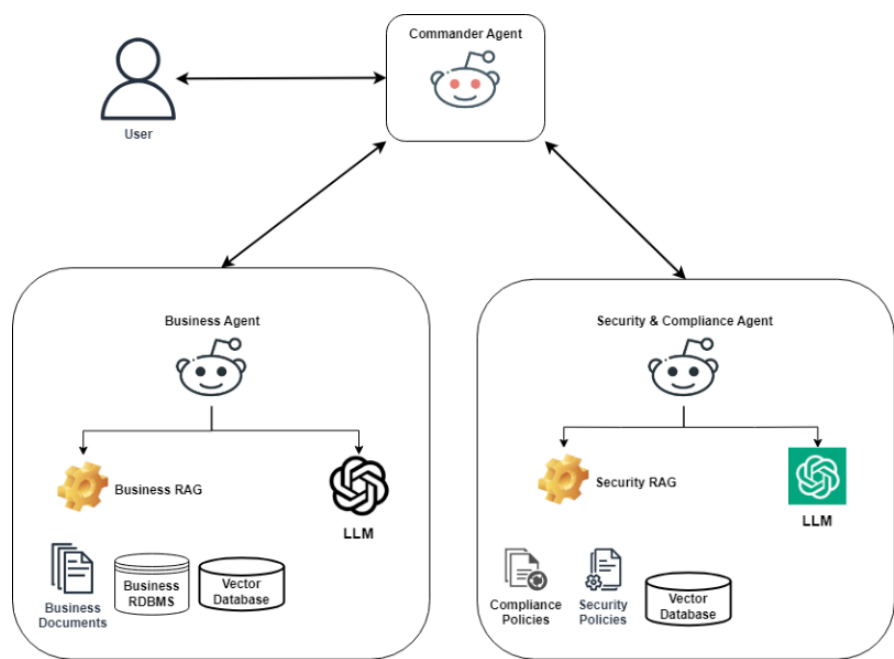 Commander Agent
User
Business Agent
Business RAG
LLM
Business
Documents
Business
RDBMS
Vector
Database
Security & Compliance Agent
Security RAG
LLM
Compliance
Policies
Security
Policies
Vector
Database